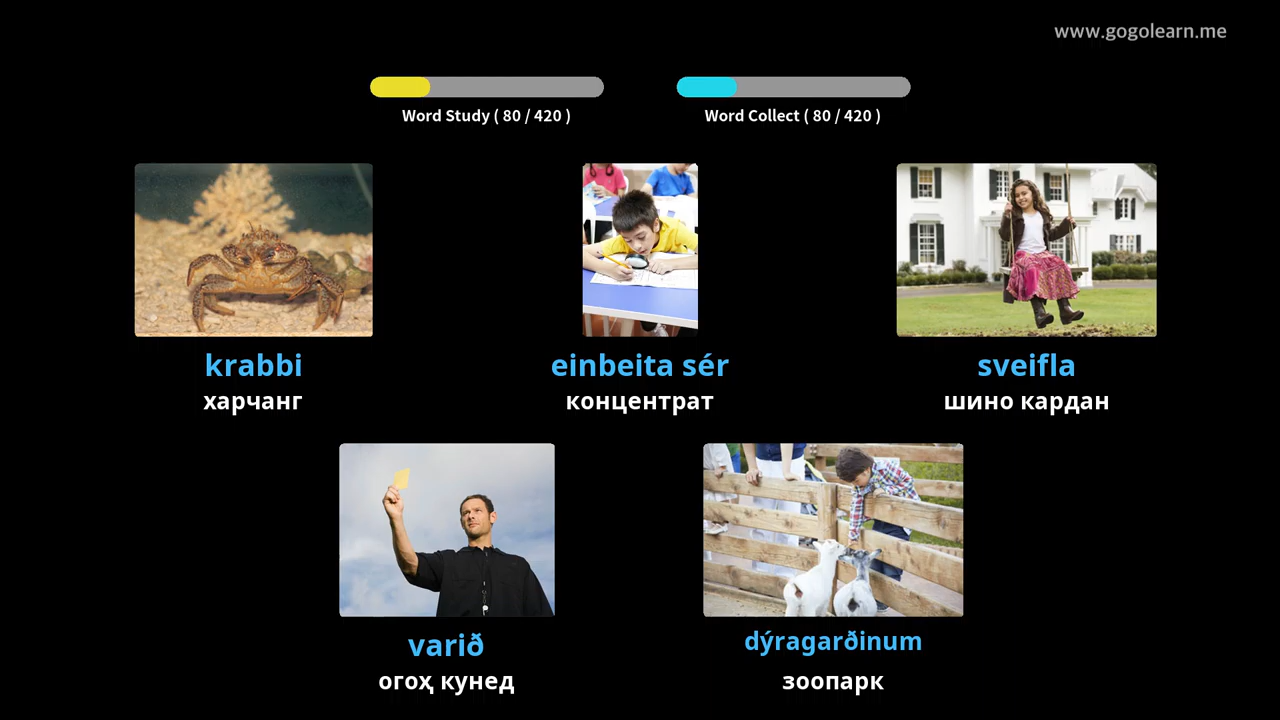 www.gogolearn.me
Word Study ( 80 / 420 )
Word Collect ( 80 / 420 )
krabbi
харчанг
einbeita sér
концентрат
sveifla
шино кардан
varið
огоҳ кунед
dýragarðinum
зоопарк